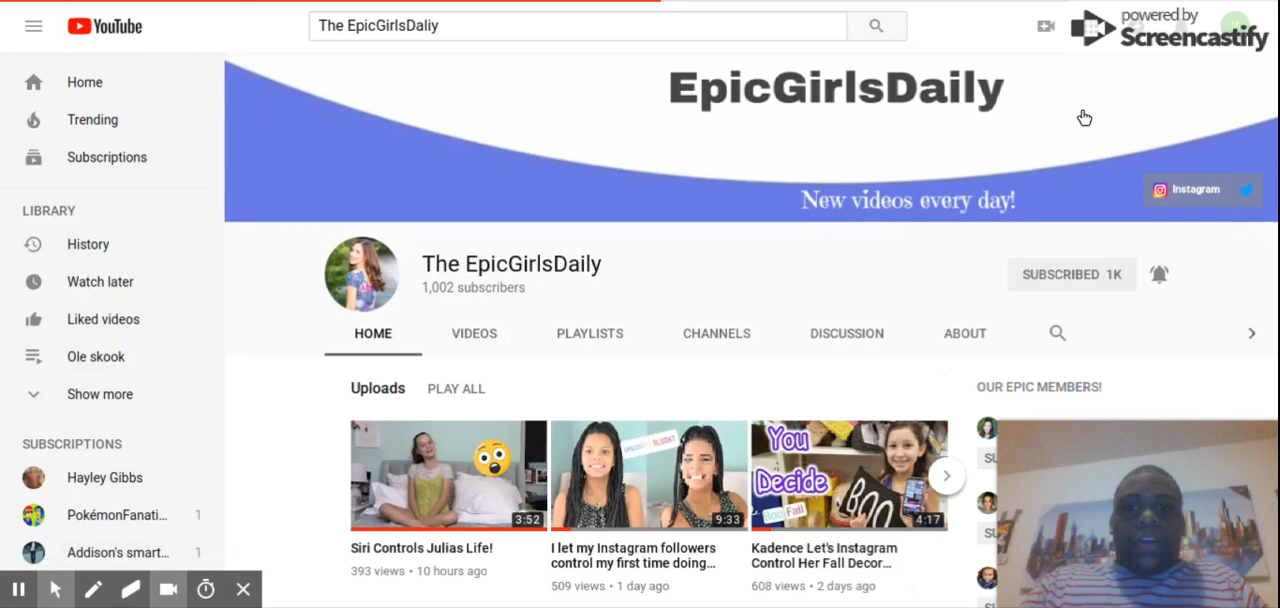 YouTube
The EpicGirlsDaliy
powered by
Screencastify
Home
Trending
Subscriptions
LIBRARY
History
Watch later
Liked videos
Ole skook
Show more
SUBSCRIPTIONS
Hayley Gibbs
PokémonFanati... 1
Addison's smart... 1
EpicGirlsDaily
New videos every day!
Instagram
The EpicGirlsDaily
1,002 subscribers
SUBSCRIBED 1K
HOME VIDEOS PLAYLISTS CHANNELS DISCUSSION ABOUT
Uploads PLAY ALL
OUR EPIC MEMBERS!
You
Decide
Boo Fall
BOO
3:52
9:33
4:17
Siri Controls Julias Life!
393 views • 10 hours ago
I let my Instagram followers
control my first time doing...
509 views • 1 day ago
Kadence Let's Instagram
Control Her Fall Decor...
608 views • 2 days ago
SU
SU
SU